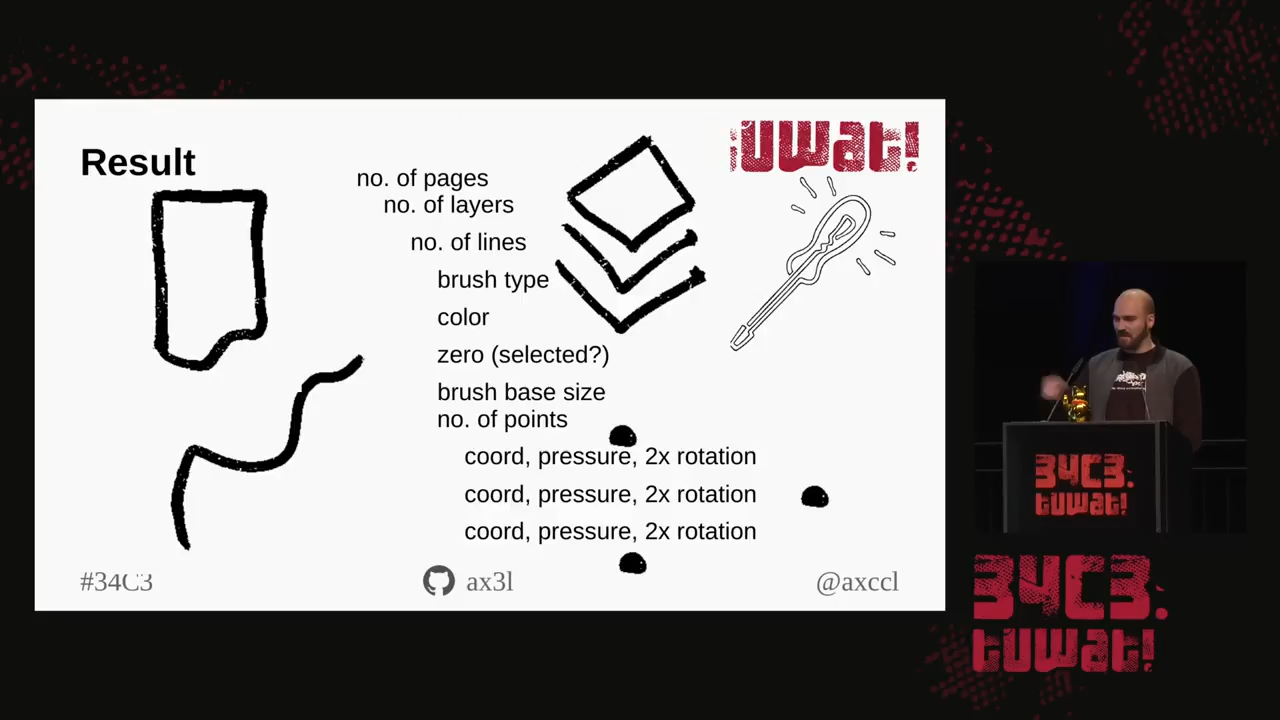 Result
tuwat!
no. of pages
no. of layers
no. of lines
brush type
color
zero (selected?)
brush base size
no. of points
coord, pressure, 2x rotation
coord, pressure, 2x rotation
coord, pressure, 2x rotation
#34C3
ax3l
@axccl
34C3.
tuwat!
34C3.
tuwat!